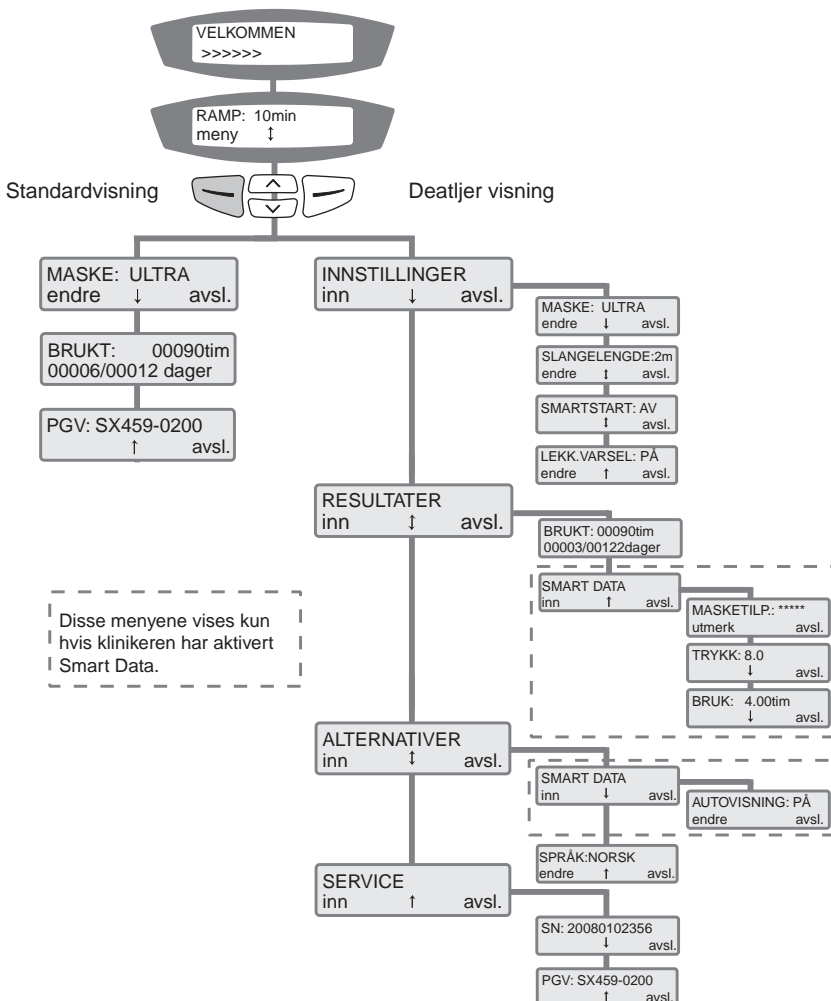 VELKOMMEN
>>>>>>
RAMP: 10min
meny ↕
Standardvisning
Deatljer visning
MASKE: ULTRA
endre ↓ avsl.
BRUKT: 00090tim
00006/00012 dager
PGV: SX459-0200
↑ avsl.
INNSTILLINGER
inn ↓ avsl.
MASKE: ULTRA
endre ↓ avsl.
SLANGELENGDE:2m
endre ↕ avsl.
SMARTSTART: AV
↕ avsl.
LEKK.VARSEL: PÅ
endre ↑ avsl.
RESULTATER
inn ↕ avsl.
BRUKT: 00090tim
00003/00122dager
SMART DATA
inn ↑ avsl.
MASKETILP.: *****
utmerk avsl.
TRYKK: 8.0
↓ avsl.
BRUK: 4.00tim
↓ avsl.
Disse menyene vises kun
hvis klinikeren har aktivert
Smart Data.
ALTERNATIVER
inn ↕ avsl.
SMART DATA
inn ↓ avsl.
AUTOVISNING: PÅ
endre avsl.
SPRÅK:NORSK
endre ↑ avsl.
SERVICE
inn ↑ avsl.
SN: 20080102356
↓ avsl.
PGV: SX459-0200
↑ avsl.